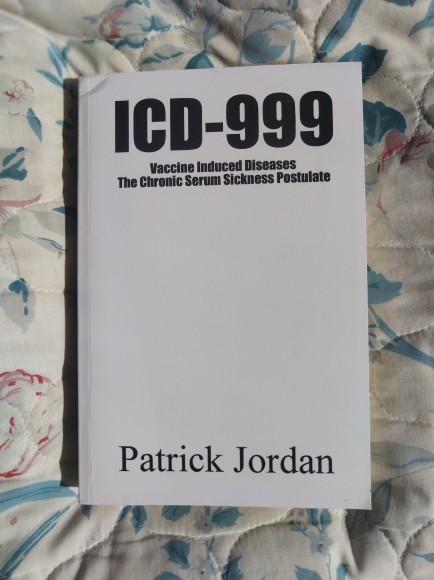 ICD-999
Vaccine Induced Diseases
The Chronic Serum Sickness Postulate
Patrick Jordan